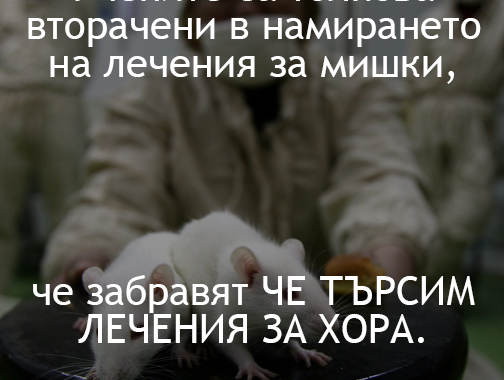 вторачени в намирането
на лечения за мишки,
че забравят ЧЕ ТЪРСИМ
ЛЕЧЕНИЯ ЗА ХОРА.